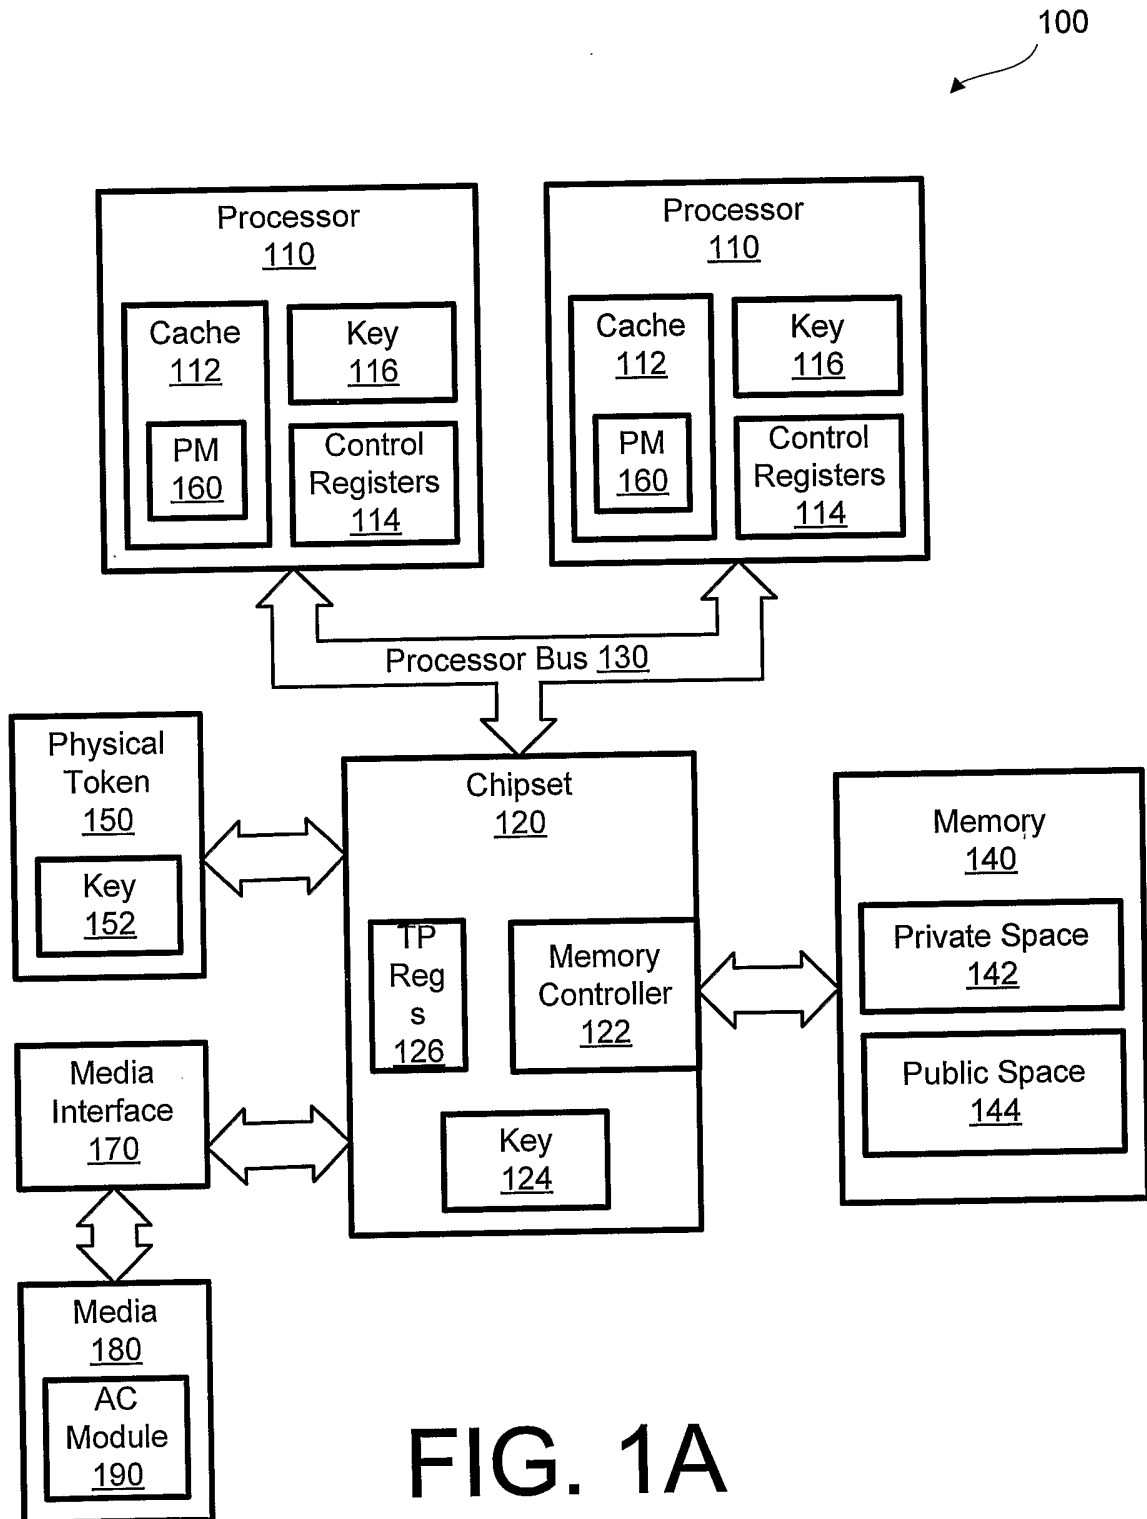 100
Processor
110
Cache
112
PM
160
Key
116
Control
Registers
114
Processor
110
Cache
112
PM
160
Key
116
Control
Registers
114
Processor Bus 130
Physical
Token
150
Key
152
Chipset
120
TP
Reg
s
126
Memory
Controller
122
Key
124
Memory
140
Private Space
142
Public Space
144
Media
Interface
170
Media
180
AC
Module
190
FIG. 1A